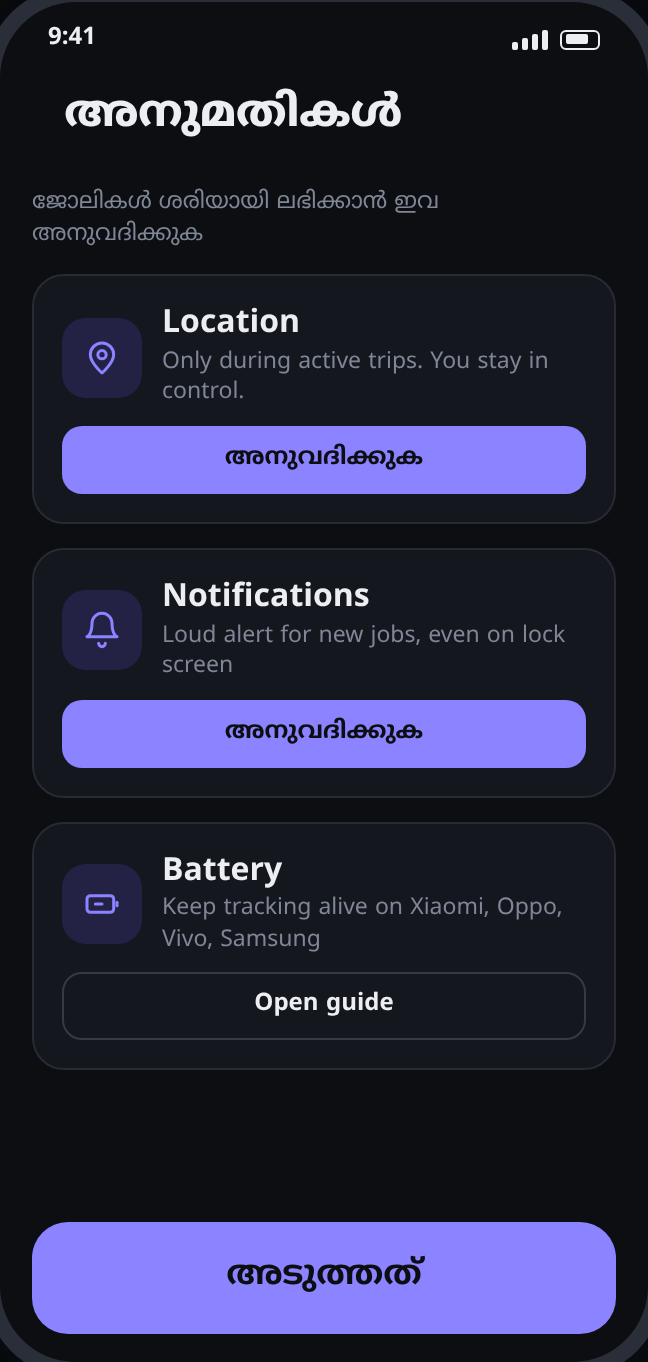 9:41
അനുമതികൾ
ജോലികൾ ശരിയായി ലഭിക്കാൻ ഇവ
അനുവദിക്കുക
Location
Only during active trips. You stay in
control.
അനുവദിക്കുക
Notifications
Loud alert for new jobs, even on lock
screen
അനുവദിക്കുക
Battery
Keep tracking alive on Xiaomi, Oppo,
Vivo, Samsung
Open guide
അടുത്തത്